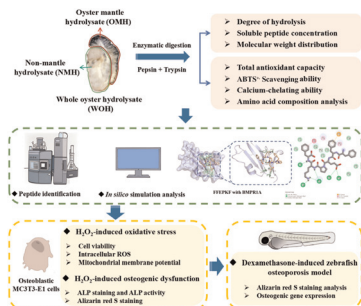 Oyster mantle
hydrolysate (OMH)
Non-mantle
hydrolysate (NMH)
Whole oyster hydrolysate
(WOH)
Enzymatic digestion
Pepsin + Trypsin
➢ Degree of hydrolysis
➢ Soluble peptide concentration
➢ Molecular weight distribution
➢ Total antioxidant capacity
➢ ABTS⁺ Scavenging ability
➢ Calcium-chelating ability
➢ Amino acid composition analysis
◆ Peptide identification
◆ In silico simulation analysis
FFEPKF with BMPR1A
Osteoblastic
MC3T3-E1 cells
◆ H₂O₂-induced oxidative stress
➢ Cell viability
➢ Intracellular ROS
➢ Mitochondrial membrane potential
◆ H₂O₂-induced osteogenic dysfunction
➢ ALP staining and ALP activity
➢ Alizarin red S staining
◆ Dexamethasone-induced zebrafish
osteoporosis model
➢ Alizarin red S staining analysis
➢ Osteogenic gene expression